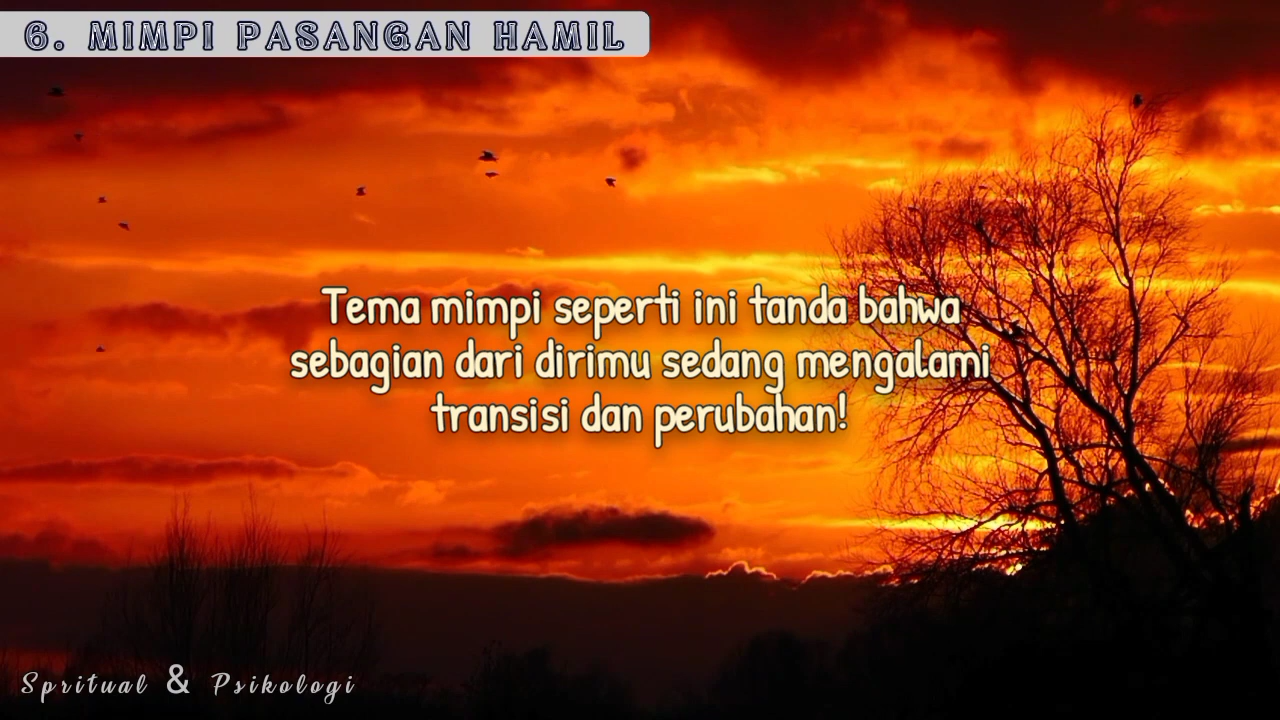 6. MIMPI PASANGAN HAMIL
Tema mimpi seperti ini tanda bahwa
sebagian dari dirimu sedang mengalami
transisi dan perubahan!
Spritual & Psikologi